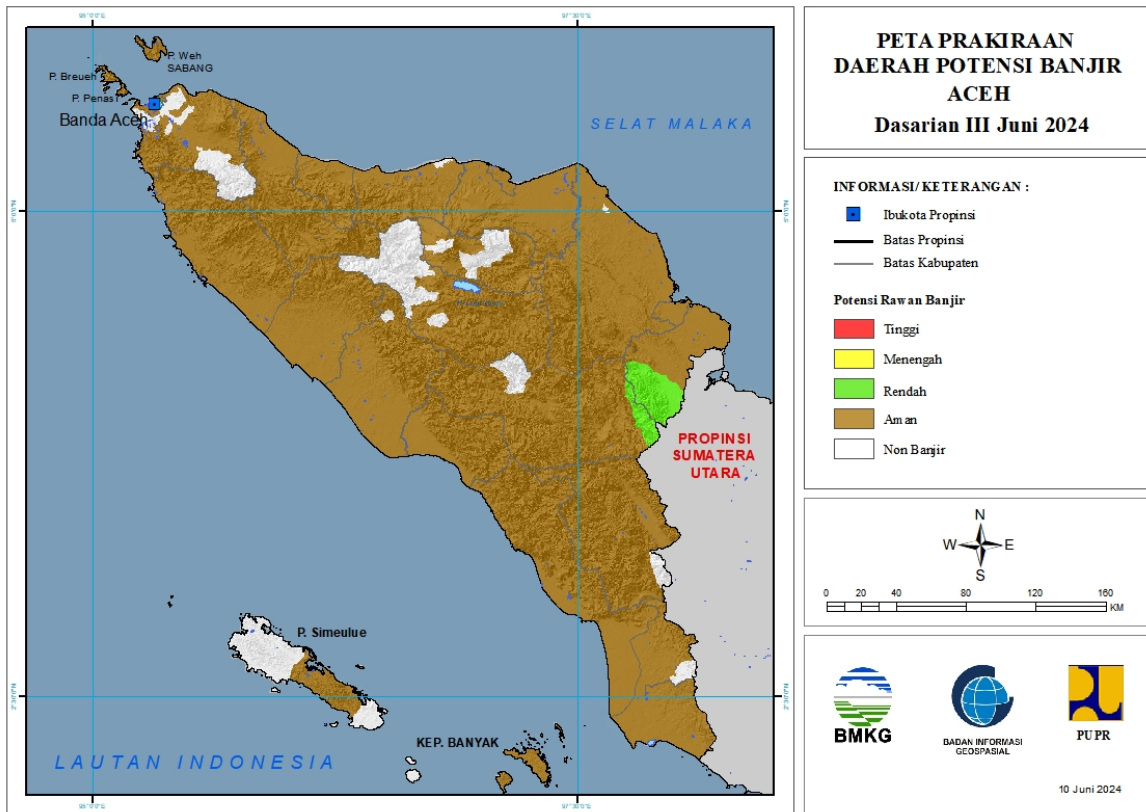 PETA PRAKIRAAN
DAERAH POTENSI BANJIR
ACEH
Dasarian III Juni 2024
INFORMASI/ KETERANGAN :
Ibukota Propinsi
Batas Propinsi
Batas Kabupaten
Potensi Rawan Banjir
Tinggi
Menengah
Rendah
Aman
Non Banjir
N
W E
S
0 20 40 80 120 160
KM
BMKG
BADAN INFORMASI
GEOSPASIAL
PUPR
10 Juni 2024
P. Weh
SABANG
P. Breueh
P. Penasi
Banda Aceh
SELAT MALAKA
PROPINSI
SUMATERA
UTARA
P. Simeulue
KEP. BANYAK
LAUTAN INDONESIA